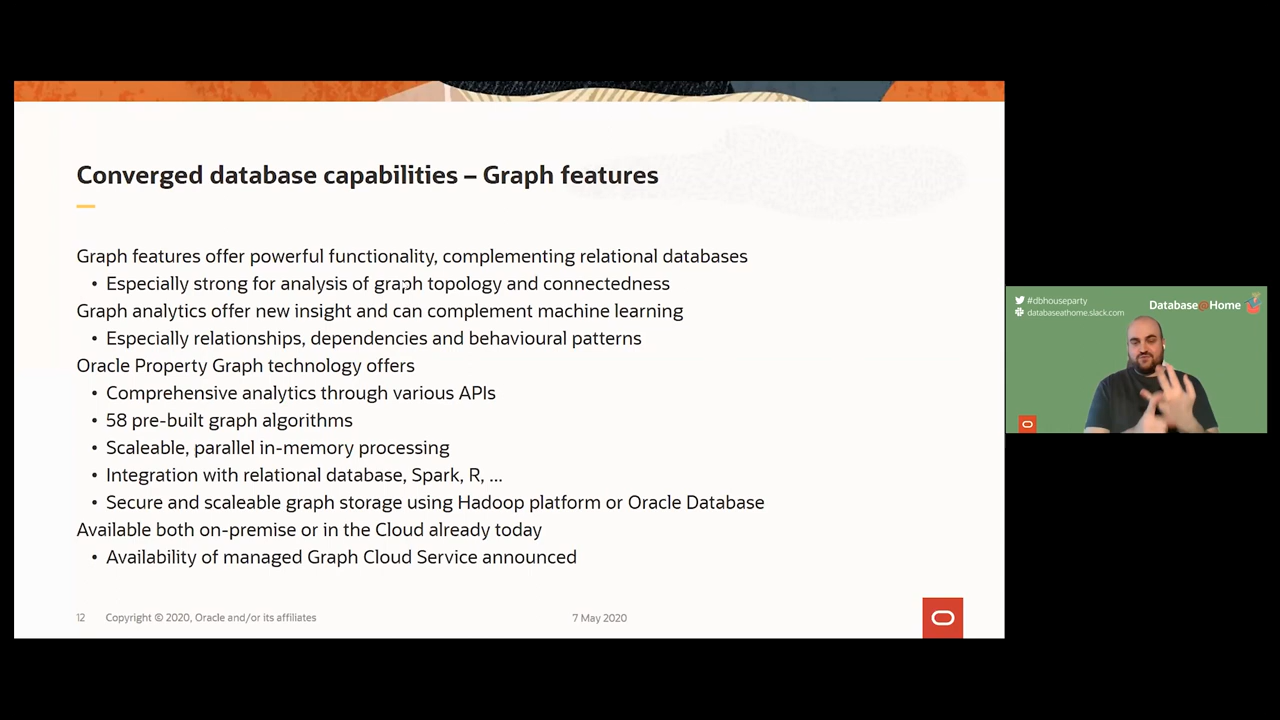 Converged database capabilities – Graph features
Graph features offer powerful functionality, complementing relational databases
• Especially strong for analysis of graph topology and connectedness
Graph analytics offer new insight and can complement machine learning
• Especially relationships, dependencies and behavioural patterns
Oracle Property Graph technology offers
• Comprehensive analytics through various APIs
• 58 pre-built graph algorithms
• Scaleable, parallel in-memory processing
• Integration with relational database, Spark, R, ...
• Secure and scaleable graph storage using Hadoop platform or Oracle Database
Available both on-premise or in the Cloud already today
• Availability of managed Graph Cloud Service announced
12 Copyright © 2020, Oracle and/or its affiliates 7 May 2020
#dbhouseparty
databaseathome.slack.com
Database@Home